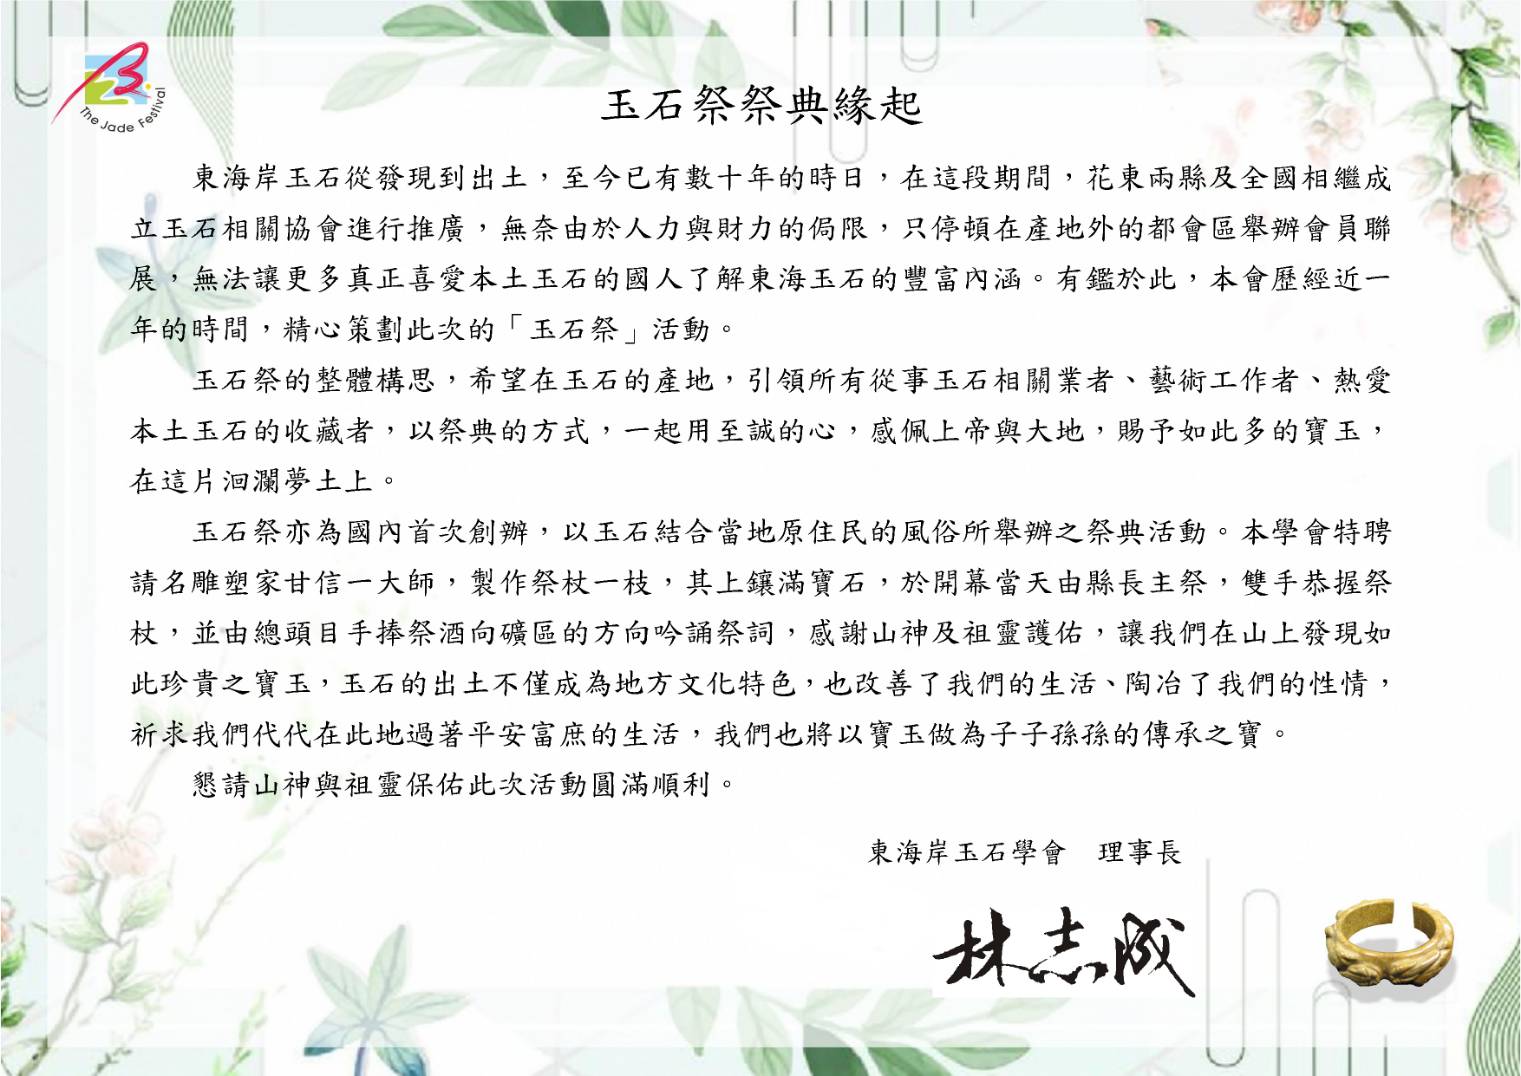 The Jade Festival
玉石祭祭典緣起
東海岸玉石從發現到出土，至今已有數十年的時日，在這段期間，花東兩縣及全國相繼成
立玉石相關協會進行推廣，無奈由於人力與財力的侷限，只停頓在產地外的都會區舉辦會員聯
展，無法讓更多真正喜愛本土玉石的國人了解東海玉石的豐富內涵。有鑑於此，本會歷經近一
年的時間，精心策劃此次的「玉石祭」活動。
玉石祭的整體構思，希望在玉石的產地，引領所有從事玉石相關業者、藝術工作者、熱愛
本土玉石的收藏者，以祭典的方式，一起用至誠的心，感佩上帝與大地，賜予如此多的寶玉，
在這片洄瀾夢土上。
玉石祭亦為國內首次創辦，以玉石結合當地原住民的風俗所舉辦之祭典活動。本學會特聘
請名雕塑家甘信一大師，製作祭杖一枝，其上鑲滿寶石，於開幕當天由縣長主祭，雙手恭握祭
杖，並由總頭目手捧祭酒向礦區的方向吟誦祭詞，感謝山神及祖靈護佑，讓我們在山上發現如
此珍貴之寶玉，玉石的出土不僅成為地方文化特色，也改善了我們的生活、陶冶了我們的性情，
祈求我們代代在此地過著平安富庶的生活，我們也將以寶玉做為子子孫孫的傳承之寶。
懇請山神與祖靈保佑此次活動圓滿順利。
東海岸玉石學會　理事長
林志成